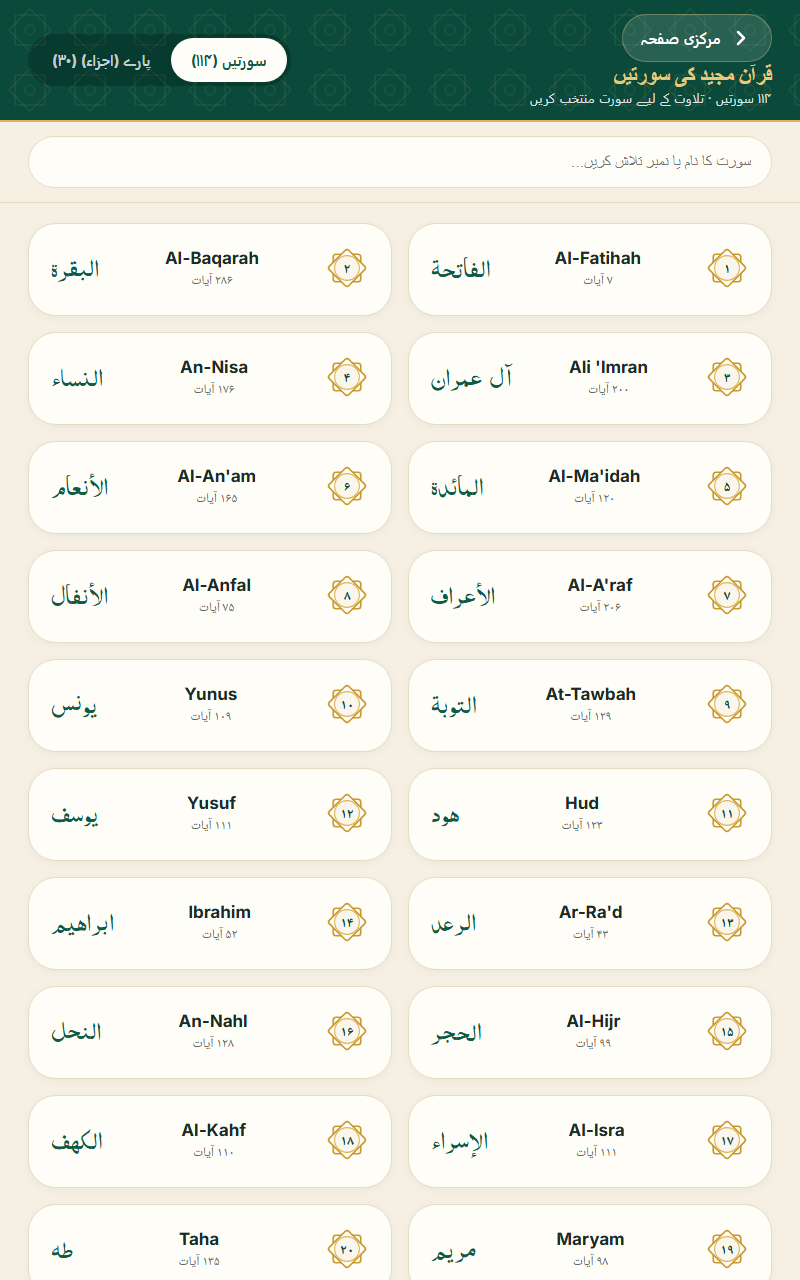 مرکزی صفحہ
قرآن مجید کی سورتیں
۱۱۴ سورتیں · تلاوت کے لیے سورت منتخب کریں
سورتیں (۱۱۴)
پارے (اجزاء) (۳۰)
سورت کا نام یا نمبر تلاش کریں...
۱
Al-Fatihah
۷ آیات
الفاتحة
۲
Al-Baqarah
۲۸۶ آیات
البقرة
۳
Ali 'Imran
۲۰۰ آیات
آل عمران
۴
An-Nisa
۱۷۶ آیات
النساء
۵
Al-Ma'idah
۱۲۰ آیات
المائدة
۶
Al-An'am
۱۶۵ آیات
الأنعام
۷
Al-A'raf
۲۰۶ آیات
الأعراف
۸
Al-Anfal
۷۵ آیات
الأنفال
۹
At-Tawbah
۱۲۹ آیات
التوبة
۱۰
Yunus
۱۰۹ آیات
يونس
۱۱
Hud
۱۲۳ آیات
هود
۱۲
Yusuf
۱۱۱ آیات
يوسف
۱۳
Ar-Ra'd
۴۳ آیات
الرعد
۱۴
Ibrahim
۵۲ آیات
ابراهيم
۱۵
Al-Hijr
۹۹ آیات
الحجر
۱۶
An-Nahl
۱۲۸ آیات
النحل
۱۷
Al-Isra
۱۱۱ آیات
الإسراء
۱۸
Al-Kahf
۱۱۰ آیات
الكهف
۱۹
Maryam
۹۸ آیات
مريم
۲۰
Taha
۱۳۵ آیات
طه